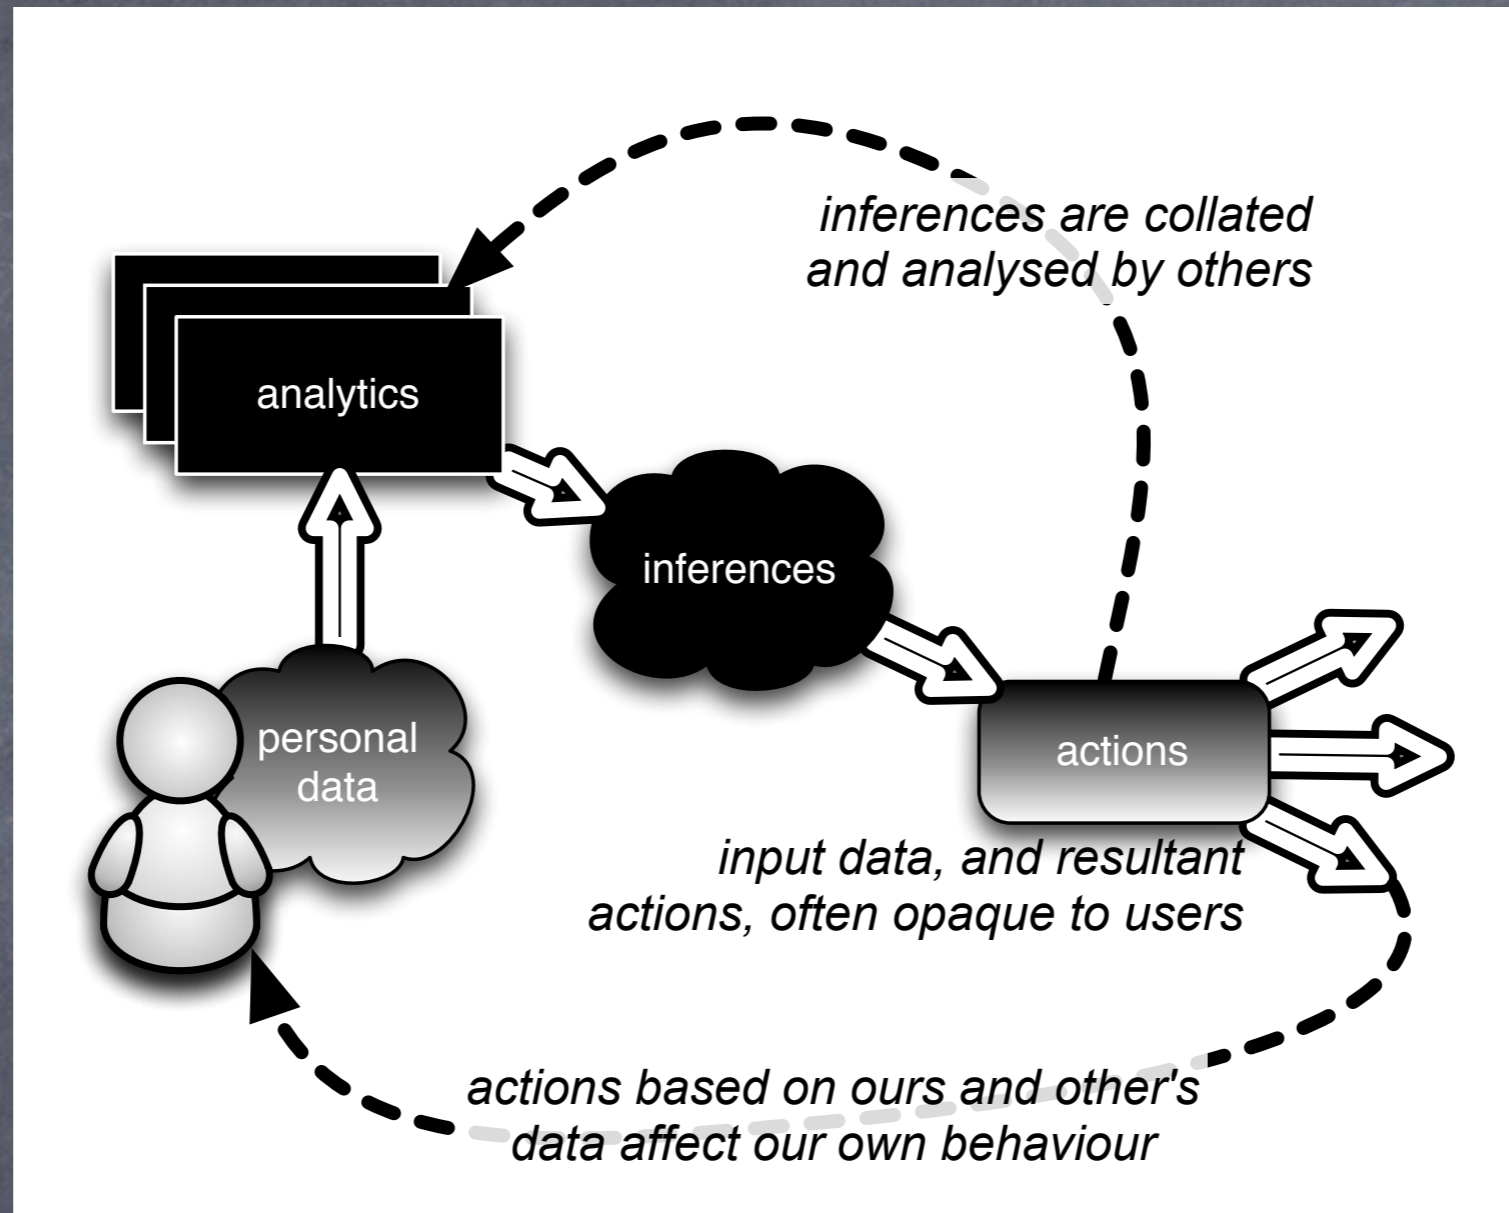 inferences are collated
and analysed by others
analytics
inferences
personal
data
actions
input data, and resultant
actions, often opaque to users
actions based on ours and other's
data affect our own behaviour